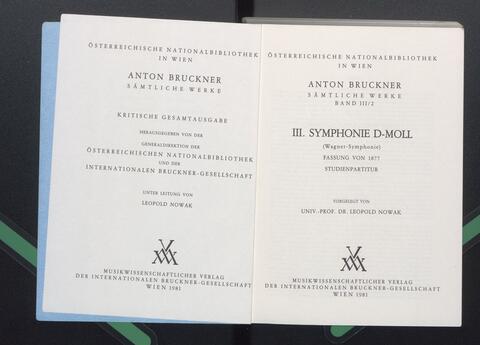 ÖSTERREICHISCHE NATIONALBIBLIOTHEK
IN WIEN
ANTON BRUCKNER
SÄMTLICHE WERKE
KRITISCHE GESAMTAUSGABE
HERAUSGEGEBEN VON DER
GENERALDIREKTION DER
ÖSTERREICHISCHEN NATIONALBIBLIOTHEK
UND DER
INTERNATIONALEN BRUCKNER-GESELLSCHAFT
UNTER LEITUNG VON
LEOPOLD NOWAK
MUSIKWISSENSCHAFTLICHER VERLAG
DER INTERNATIONALEN BRUCKNER-GESELLSCHAFT
WIEN 1981
ÖSTERREICHISCHE NATIONALBIBLIOTHEK
IN WIEN
ANTON BRUCKNER
SÄMTLICHE WERKE
BAND III/2
III. SYMPHONIE D-MOLL
(Wagner-Symphonie)
FASSUNG VON 1877
STUDIENPARTITUR
VORGELEGT VON
UNIV.-PROF. DR. LEOPOLD NOWAK
MUSIKWISSENSCHAFTLICHER VERLAG
DER INTERNATIONALEN BRUCKNER-GESELLSCHAFT
WIEN 1981